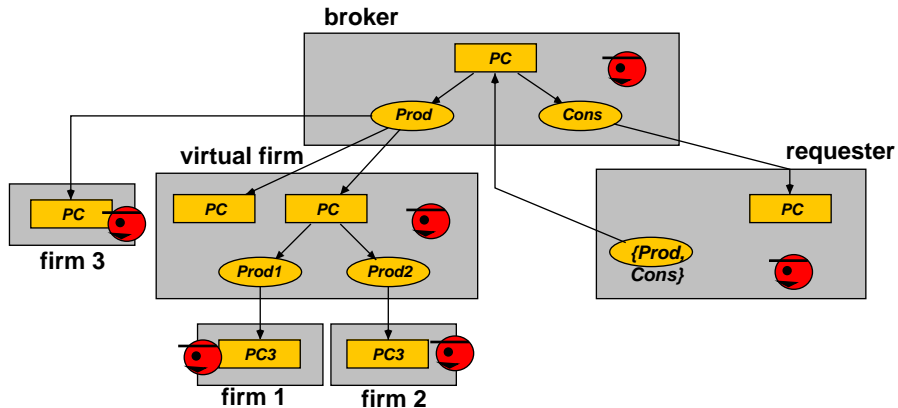 broker
PC
Prod
Cons
virtual firm
requester
PC
PC
PC
PC
{Prod,
Cons}
firm 3
Prod1
Prod2
PC3
PC3
firm 1
firm 2